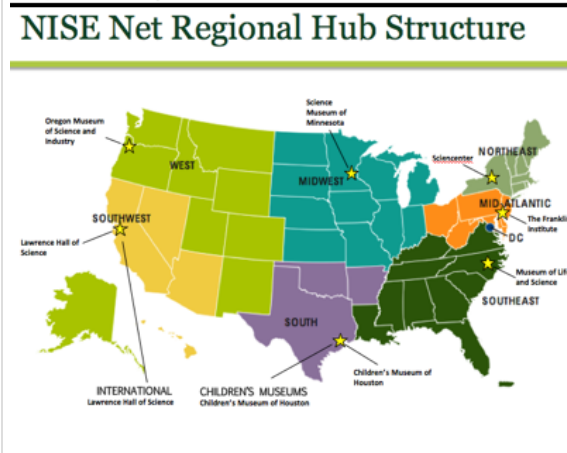 NISE Net Regional Hub Structure
Science
Museum of
Minnesota
Oregon Museum
of Science and
Industry
WEST
MIDWEST
Sciencenter
NORTHEAST
MID-ATLANTIC
The Franklin
Institute
DC
SOUTHWEST
Lawrence Hall of
Science
Museum of Life
and Science
SOUTHEAST
SOUTH
Children's Museum of
Houston
INTERNATIONAL
Lawrence Hall of Science
CHILDREN'S MUSEUMS
Children's Museum of Houston